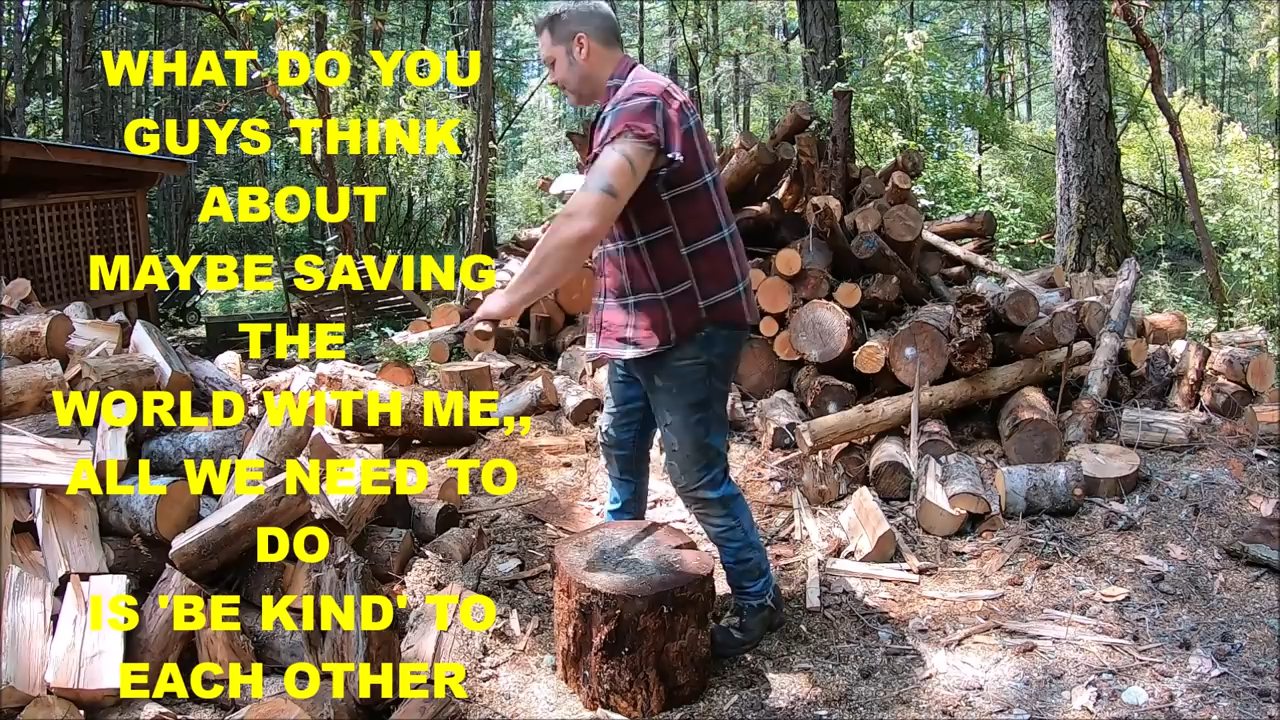 WHAT DO YOU
GUYS THINK
ABOUT
MAYBE SAVING
THE
WORLD WITH ME,,
ALL WE NEED TO
DO
IS 'BE KIND' TO
EACH OTHER